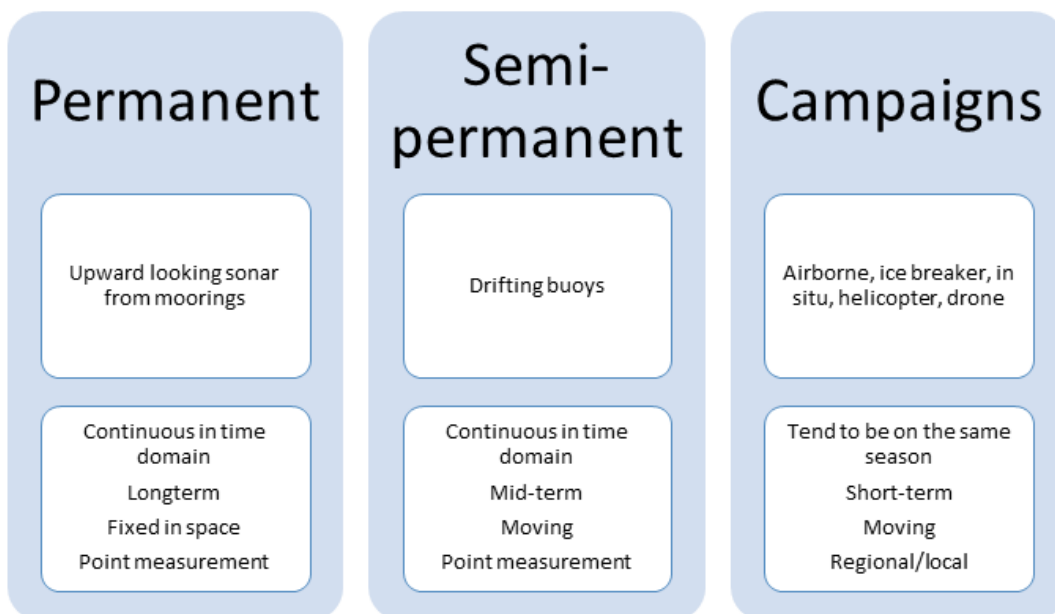 Permanent
Upward looking sonar
from moorings
Continuous in time
domain
Longterm
Fixed in space
Point measurement
Semi-
permanent
Drifting buoys
Continuous in time
domain
Mid-term
Moving
Point measurement
Campaigns
Airborne, ice breaker, in
situ, helicopter, drone
Tend to be on the same
season
Short-term
Moving
Regional/local